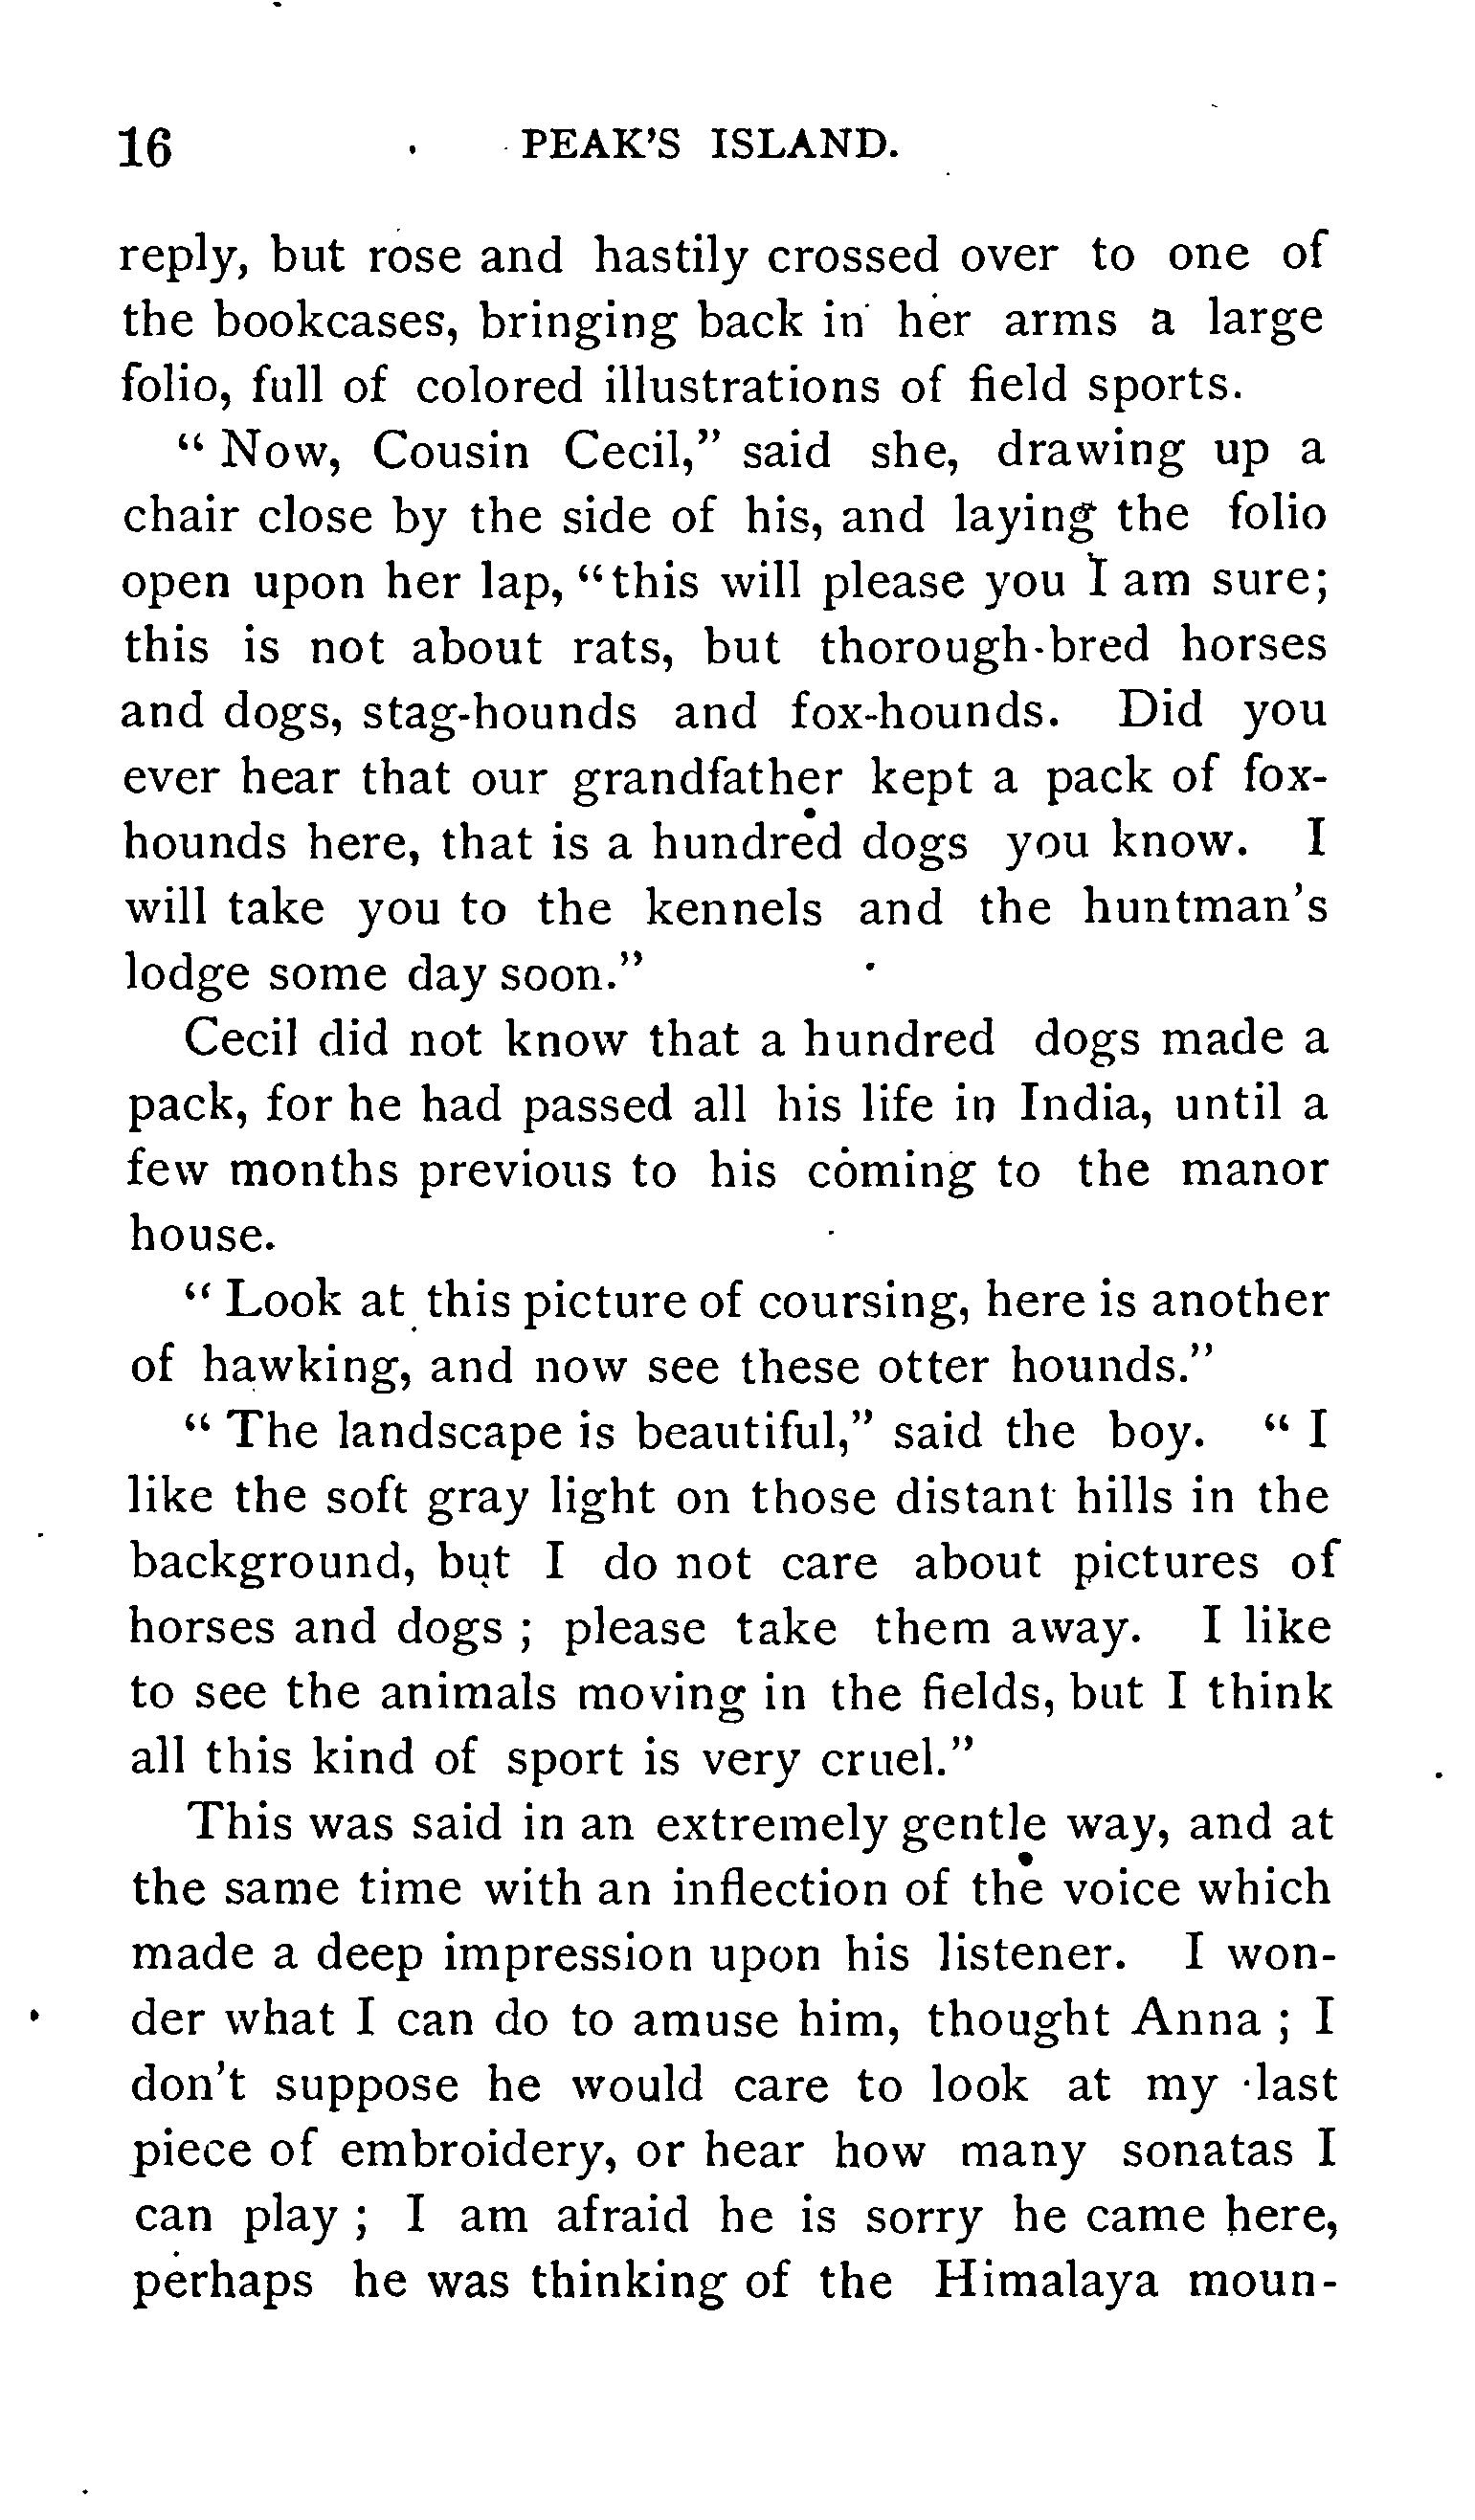 16 PEAK'S ISLAND.
reply, but rose and hastily crossed over to one of
the bookcases, bringing back in her arms a large
folio, full of colored illustrations of field sports.
“ Now, Cousin Cecil,” said she, drawing up a
chair close by the side of his, and laying the folio
open upon her lap, “this will please you I am sure;
this is not about rats, but thorough-bred horses
and dogs, stag-hounds and fox-hounds. Did you
ever hear that our grandfather kept a pack of fox-
hounds here, that is a hundred dogs you know. I
will take you to the kennels and the huntman's
lodge some day soon.”
Cecil did not know that a hundred dogs made a
pack, for he had passed all his life in India, until a
few months previous to his coming to the manor
house.
“ Look at this picture of coursing, here is another
of hawking, and now see these otter hounds.”
“ The landscape is beautiful,” said the boy. “ I
like the soft gray light on those distant hills in the
background, but I do not care about pictures of
horses and dogs ; please take them away. I like
to see the animals moving in the fields, but I think
all this kind of sport is very cruel.”
This was said in an extremely gentle way, and at
the same time with an inflection of the voice which
made a deep impression upon his listener. I won-
der what I can do to amuse him, thought Anna ; I
don't suppose he would care to look at my last
piece of embroidery, or hear how many sonatas I
can play ; I am afraid he is sorry he came here,
perhaps he was thinking of the Himalaya moun-